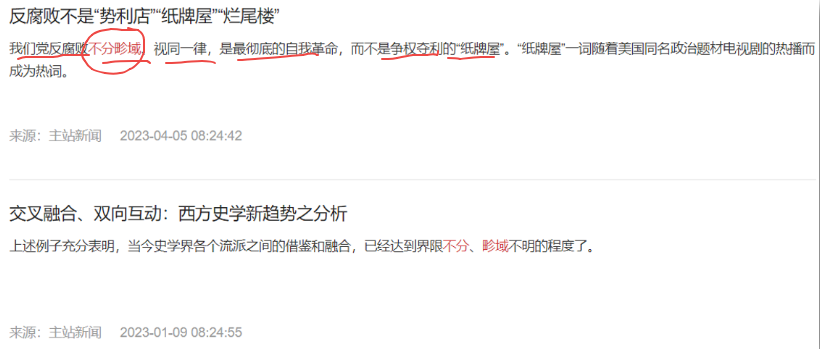 反腐败不是“势利店”“纸牌屋”“烂尾楼”
我们党反腐败不分畛域，视同一律，是最彻底的自我革命，而不是争权夺利的“纸牌屋”。“纸牌屋”一词随着美国同名政治题材电视剧的热播而
成为热词。
来源：主站新闻 2023-04-05 08:24:42
交叉融合、双向互动：西方史学新趋势之分析
上述例子充分表明，当今史学界各个流派之间的借鉴和融合，已经达到界限不分、畛域不明的程度了。
来源：主站新闻 2023-01-09 08:24:55